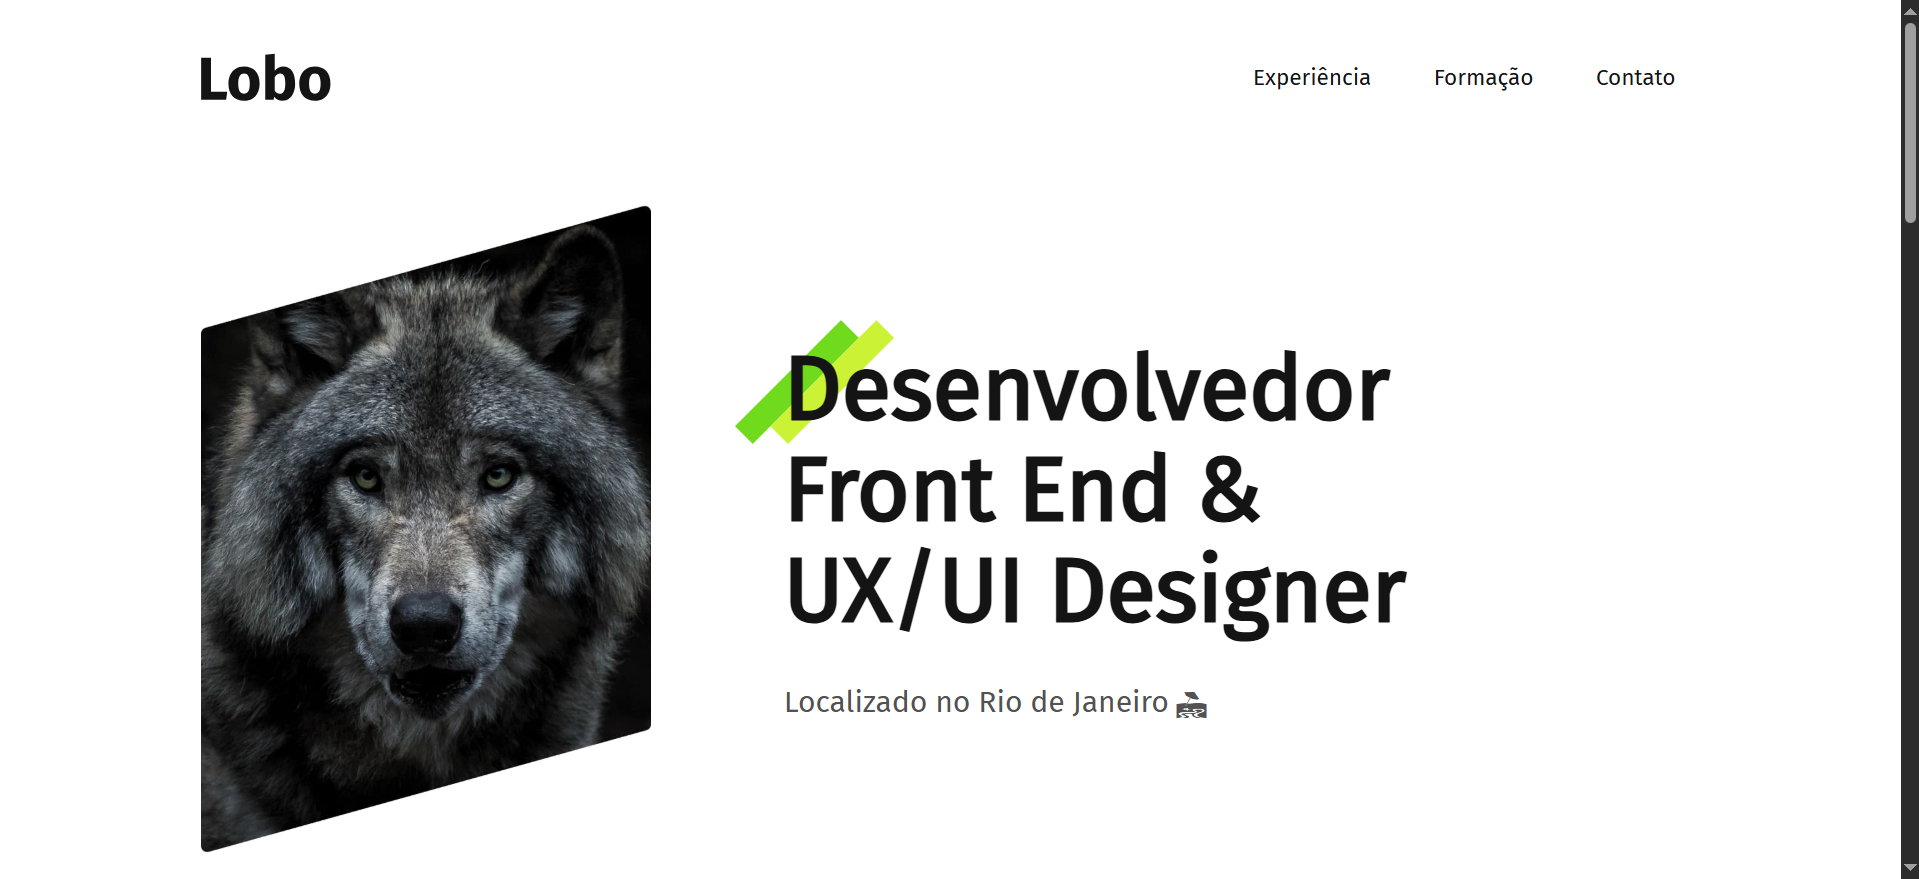 Lobo
Experiência
Formação
Contato
Desenvolvedor
Front End &
UX/UI Designer
Localizado no Rio de Janeiro 🏖